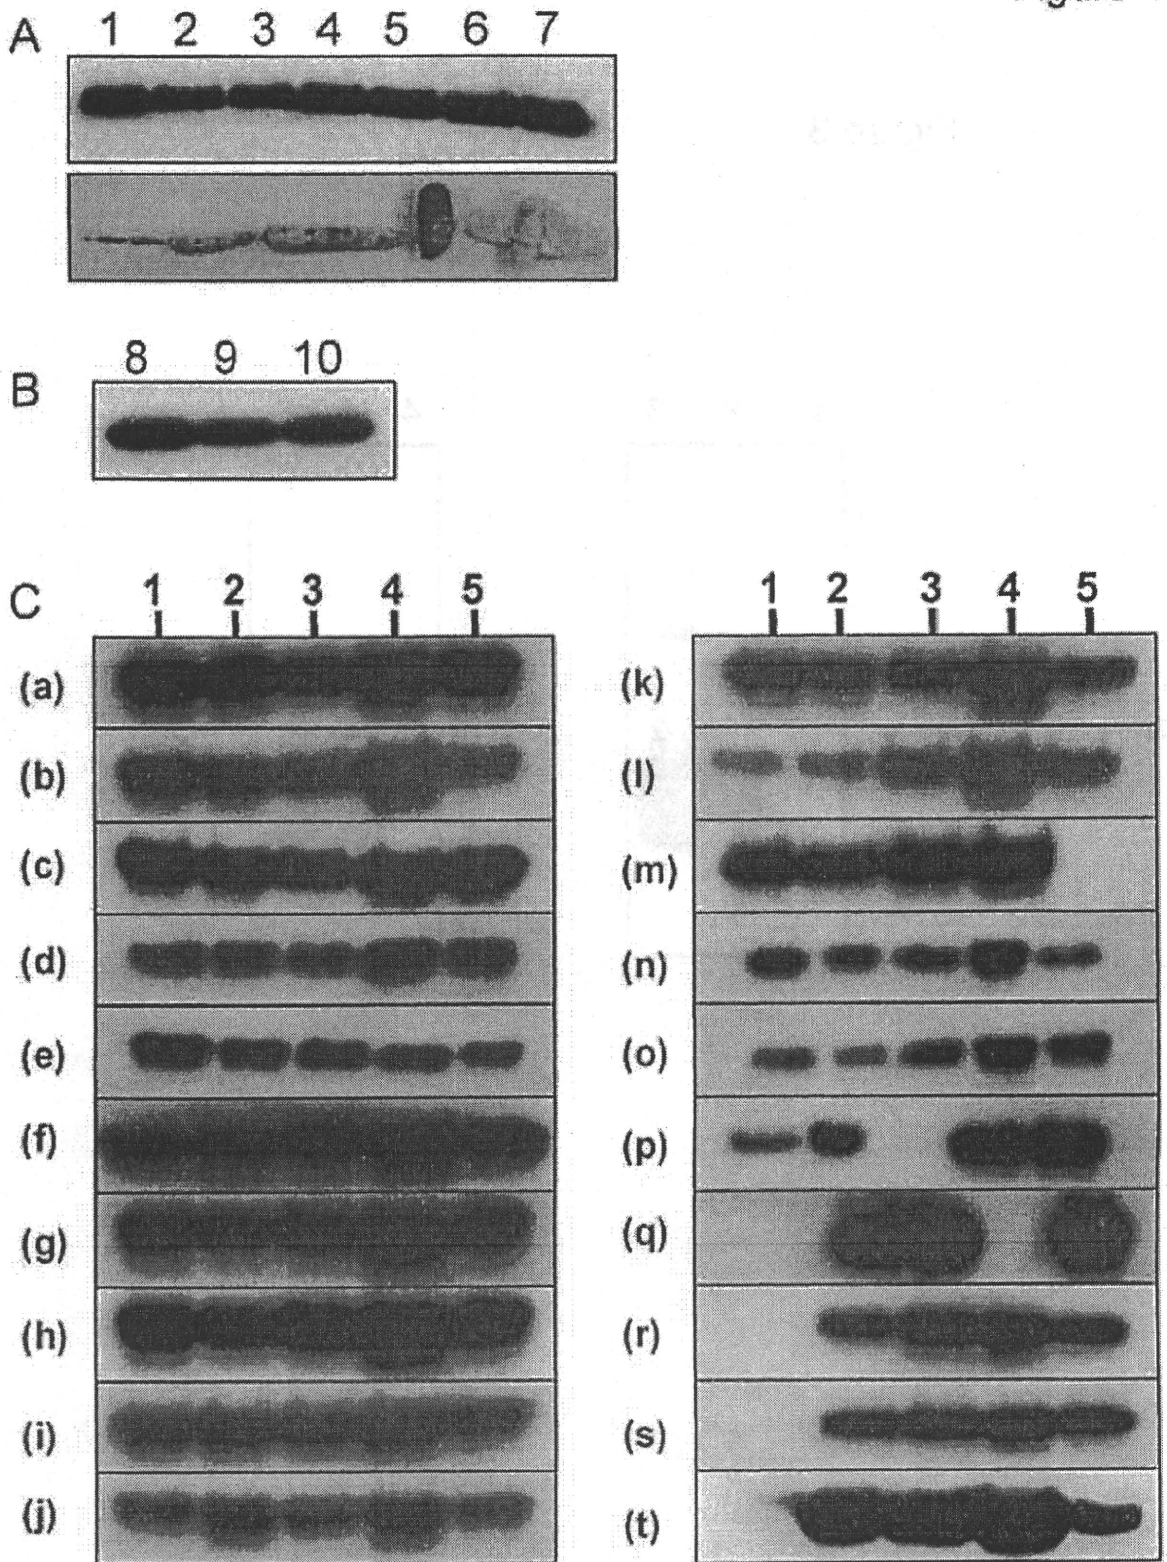 A 1 2 3 4 5 6 7
B 8 9 10
C 1 2 3 4 5
1 2 3 4 5
(a)
(b)
(c)
(d)
(e)
(f)
(g)
(h)
(i)
(j)
(k)
(l)
(m)
(n)
(o)
(p)
(q)
(r)
(s)
(t)